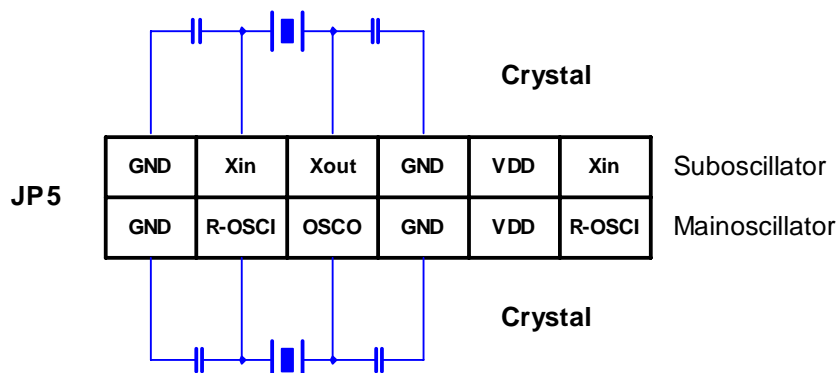 Crystal
GND Xin Xout GND VDD Xin Suboscillator
JP5
GND R-OSCI OSCO GND VDD R-OSCI Mainoscillator
Crystal